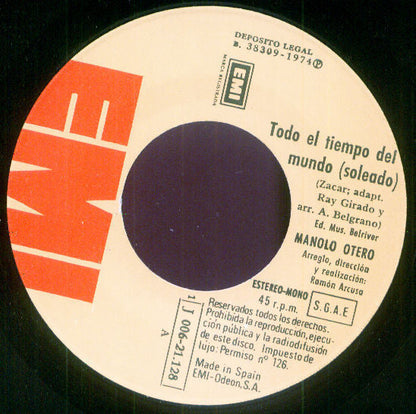 DEPOSITO LEGAL
B. 38309-1974 Ⓟ
EMI
MARCA REGISTRADA
EMI
Todo el tiempo del
mundo (soleado)
(Zacar; adapt.
Ray Girado y
arr. A. Belgrano)
Ed. Mus. Belriver
MANOLO OTERO
Arreglo, dirección
y realización:
Ramón Arcusa
ESTEREO-MONO
45 r.p.m.
S.G.A.E
Reservados todos los derechos.
Prohibida la reproducción, ejecu-
ción pública y la radiodifusión
de este disco. Impuesto de
lujo: Permiso n° 126.
1 J 006-21.128
A
Made in Spain
EMI-Odeon, S.A.